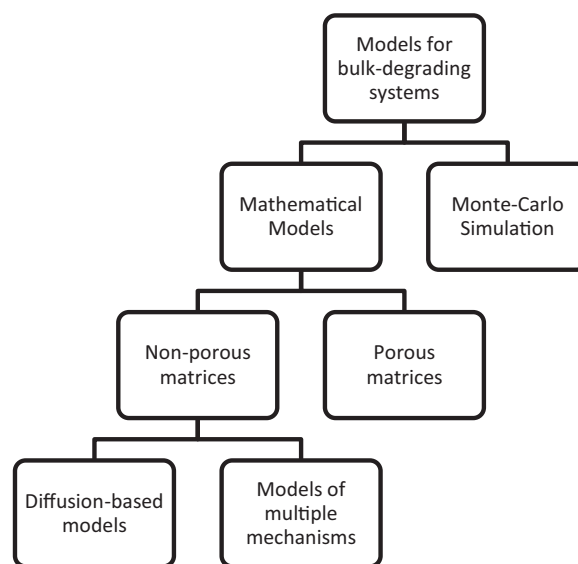 Models for
bulk-degrading
systems
Mathematical
Models
Monte-Carlo
Simulation
Non-porous
matrices
Porous
matrices
Diffusion-based
models
Models of
multiple
mechanisms